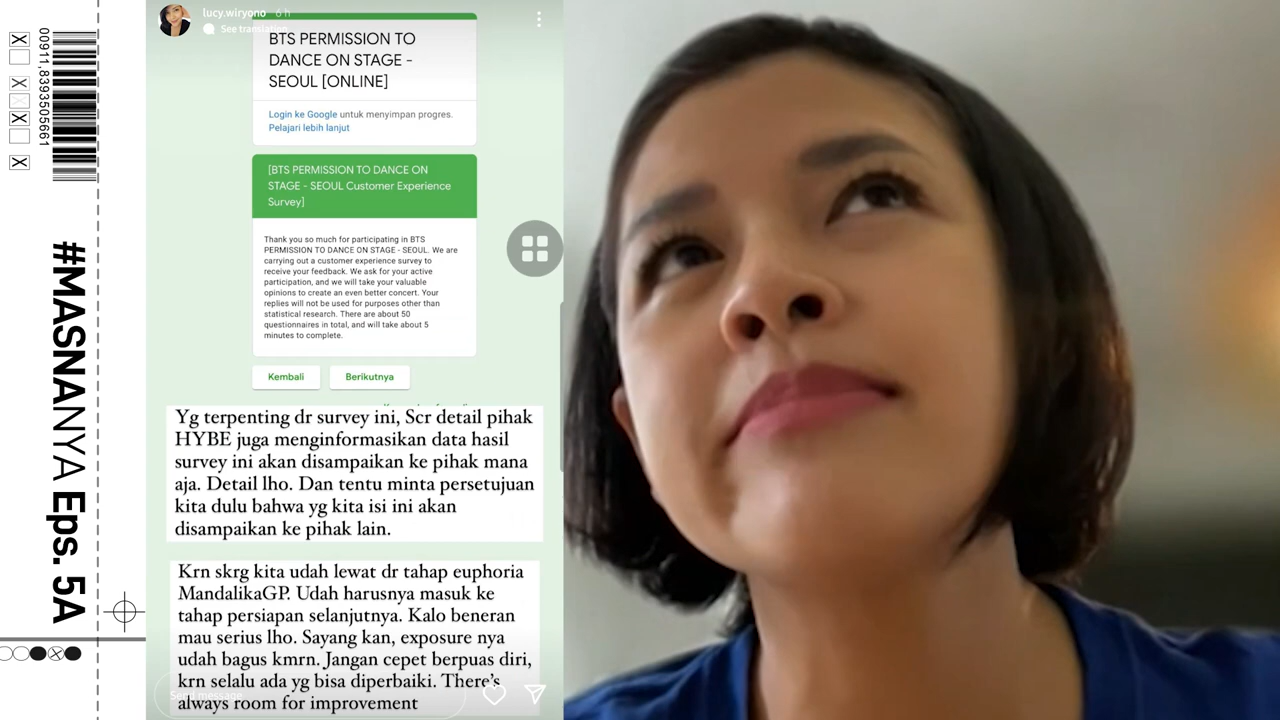 00911,8393505661
#MASNANYA Eps. 5A
lucy.wiryono 6 h
See translation
BTS PERMISSION TO
DANCE ON STAGE -
SEOUL [ONLINE]
Login ke Google untuk menyimpan progres.
Pelajari lebih lanjut
[BTS PERMISSION TO DANCE ON
STAGE - SEOUL Customer Experience
Survey]
Thank you so much for participating in BTS
PERMISSION TO DANCE ON STAGE - SEOUL. We are
carrying out a customer experience survey to
receive your feedback. We ask for your active
participation, and we will take your valuable
opinions to create an even better concert. Your
replies will not be used for purposes other than
statistical research. There are about 50
questionnaires in total, and will take about 5
minutes to complete.
Kembali Berikutnya
Yg terpenting dr survey ini, Scr detail pihak
HYBE juga menginformasikan data hasil
survey ini akan disampaikan ke pihak mana
aja. Detail lho. Dan tentu minta persetujuan
kita dulu bahwa yg kita isi ini akan
disampaikan ke pihak lain.
Krn skrg kita udah lewat dr tahap euphoria
MandalikaGP. Udah harusnya masuk ke
tahap persiapan selanjutnya. Kalo beneran
mau serius lho. Sayang kan, exposure nya
udah bagus kmrn. Jangan cepet berpuas diri,
krn selalu ada yg bisa diperbaiki. There's
always room for improvement
Send message